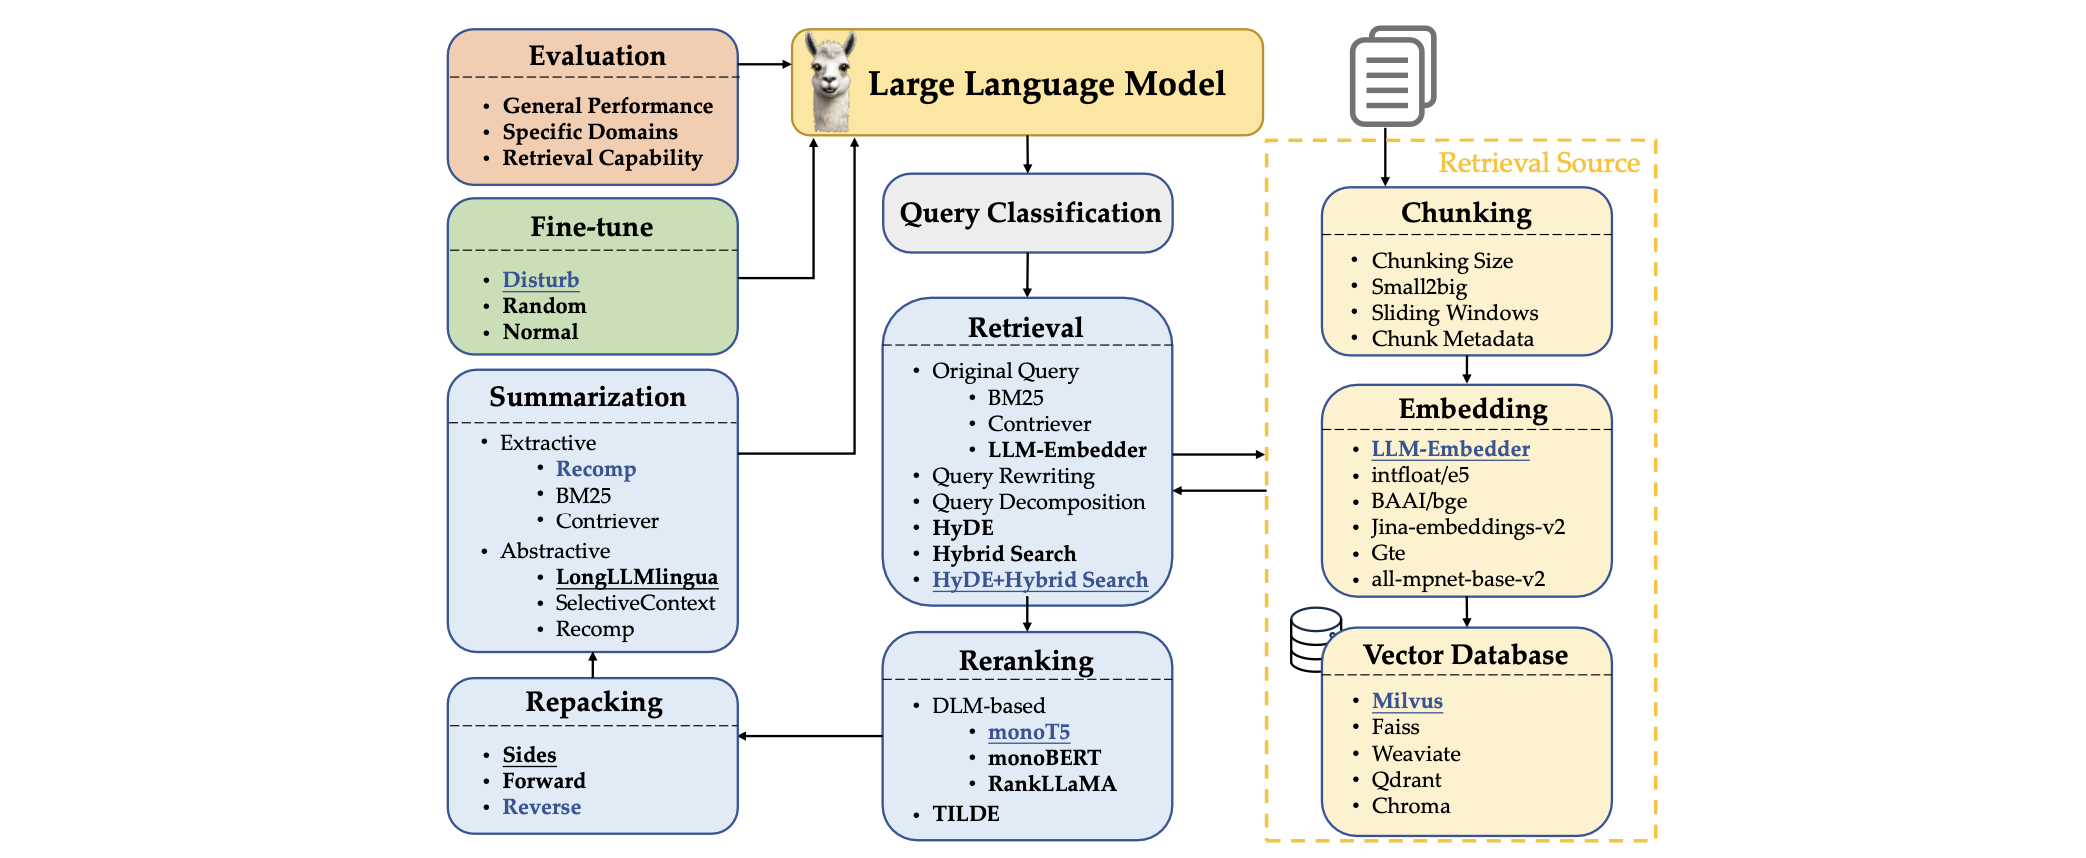 Evaluation
General Performance
Specific Domains
Retrieval Capability
Fine-tune
Disturb
Random
Normal
Summarization
Extractive
Recomp
BM25
Contriever
Abstractive
LongLLMlingua
SelectiveContext
Recomp
Repacking
Sides
Forward
Reverse
Large Language Model
Query Classification
Retrieval
Original Query
BM25
Contriever
LLM-Embedder
Query Rewriting
Query Decomposition
HyDE
Hybrid Search
HyDE+Hybrid Search
Reranking
DLM-based
monoT5
monoBERT
RankLLaMA
TILDE
Retrieval Source
Chunking
Chunking Size
Small2big
Sliding Windows
Chunk Metadata
Embedding
LLM-Embedder
intfloat/e5
BAAI/bge
Jina-embeddings-v2
Gte
all-mpnet-base-v2
Vector Database
Milvus
Faiss
Weaviate
Qdrant
Chroma